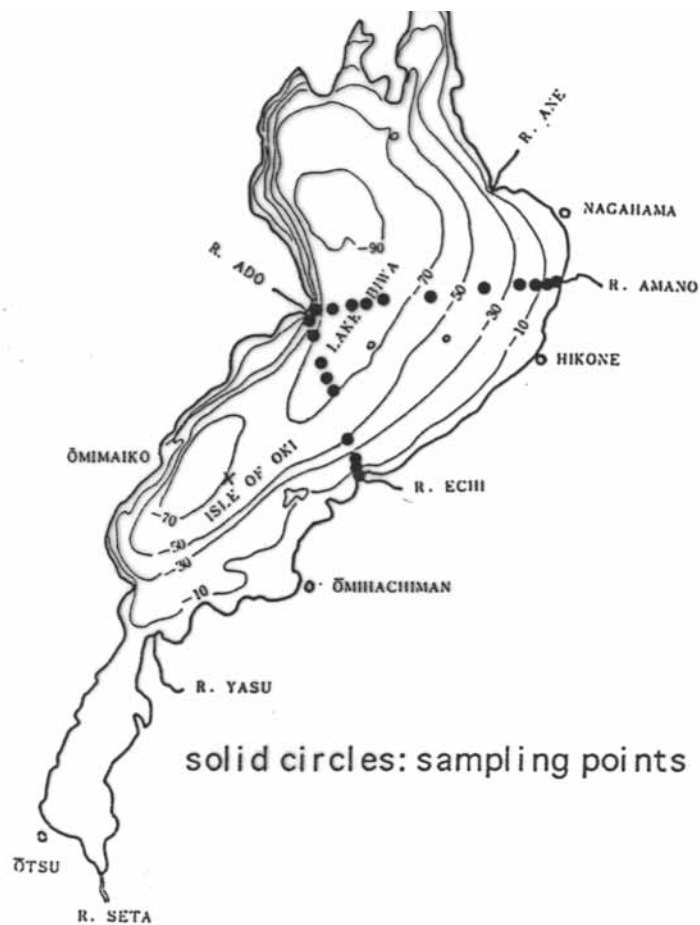 R. ANE
NAGAHAMA
-90
R. ADO
-70
LAKE BIWA
R. AMANO
-50
-30
-10
HIKONE
ŌMIMAIKO
ISLE OF OKI
R. ECHI
-70
-50
-30
-10
ŌMIHACHIMAN
R. YASU
solid circles: sampling points
ŌTSU
R. SETA